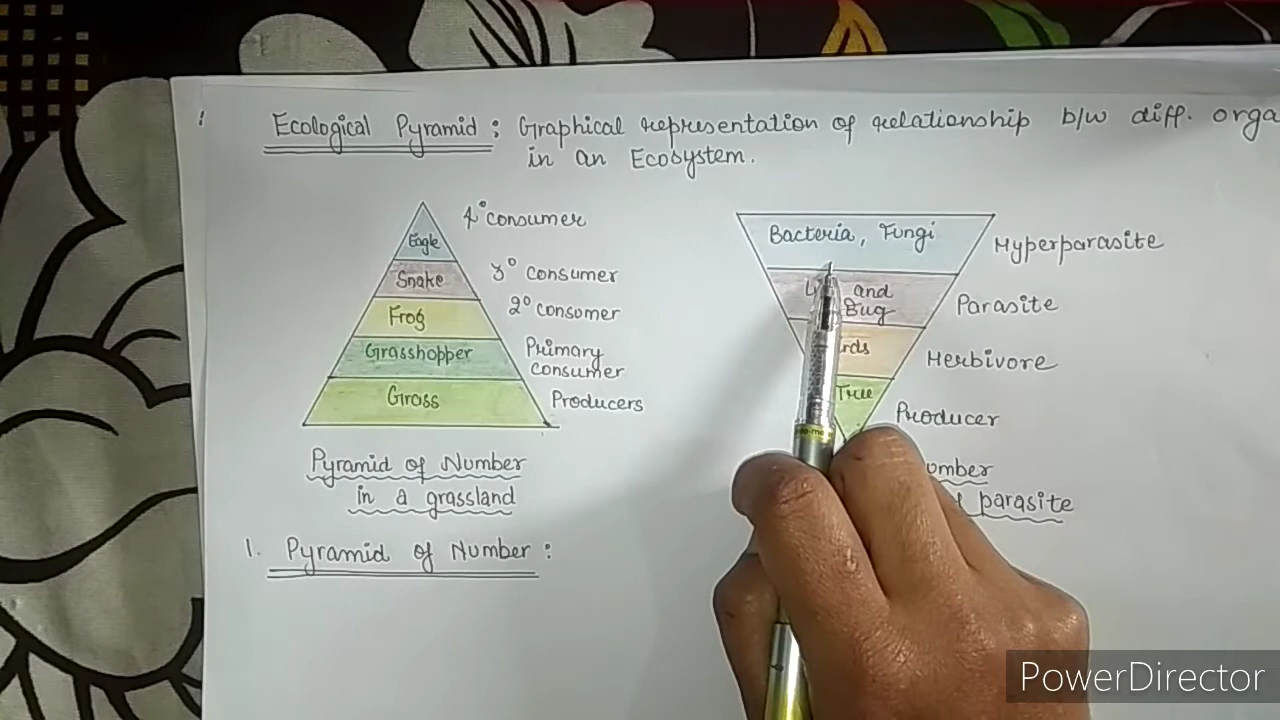 Ecological Pyramid : Graphical representation of relationship b/w diff. orga
in an Ecosystem.
Eagle
4° consumer
Snake
3° consumer
Frog
2° consumer
Grasshopper
Primary
consumer
Grass
Producers
Pyramid of Number
in a grassland
Bacteria, Fungi
Hyperparasite
and
Bug
Parasite
rds
Herbivore
Tree
Producer
umber
parasite
1. Pyramid of Number :
PowerDirector